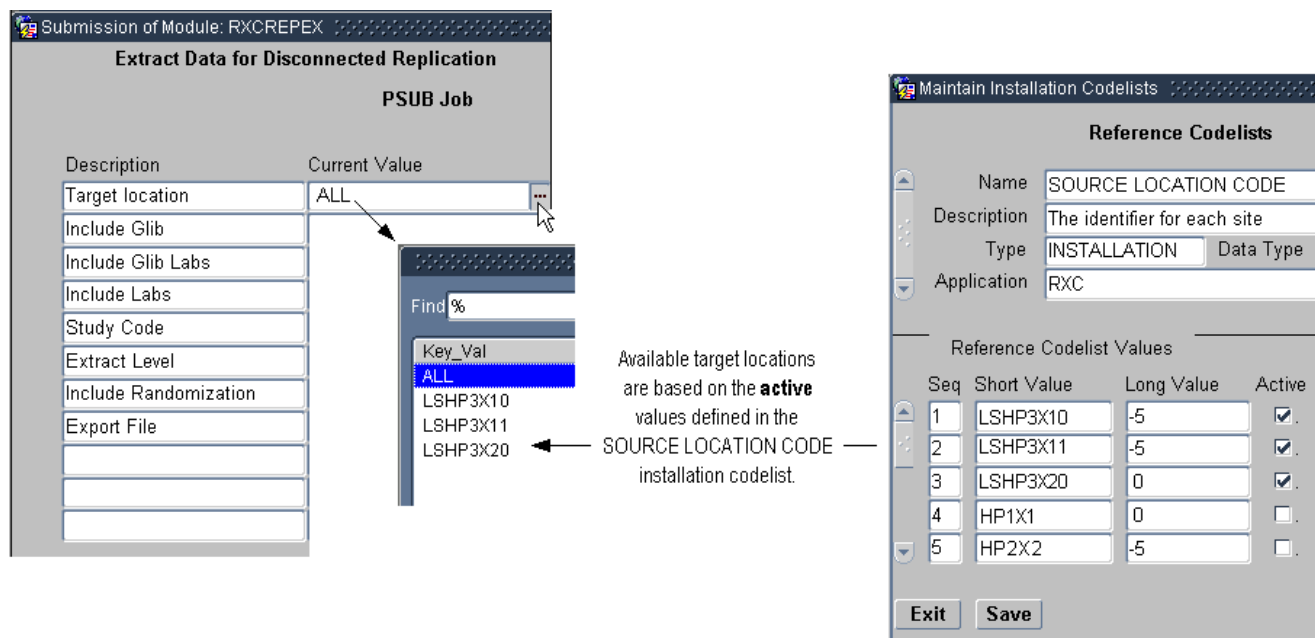 Submission of Module: RXCREPEX
Extract Data for Disconnected Replication
PSUB Job
Description Current Value
Target location ALL ...
Include Glib
Include Glib Labs
Include Labs
Study Code
Extract Level
Include Randomization
Export File
Find %
Key_Val
ALL
LSHP3X10
LSHP3X11
LSHP3X20
Available target locations
are based on the active
values defined in the
SOURCE LOCATION CODE
installation codelist.
Maintain Installation Codelists
Reference Codelists
Name SOURCE LOCATION CODE
Description The identifier for each site
Type INSTALLATION Data Type
Application RXC
Reference Codelist Values
Seq Short Value Long Value Active
1 LSHP3X10 -5
2 LSHP3X11 -5
3 LSHP3X20 0
4 HP1X1 0
5 HP2X2 -5
Exit Save